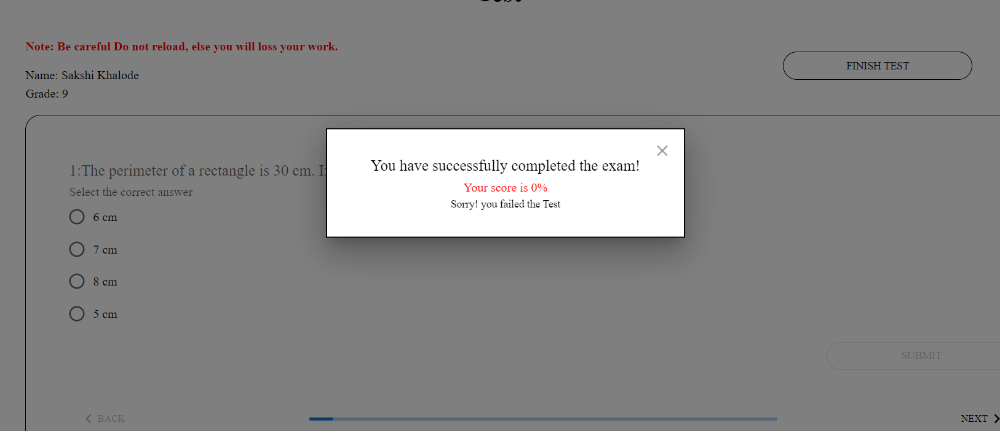 Note: Be careful Do not reload, else you will loss your work.
FINISH TEST
Name: Sakshi Khalode
Grade: 9
1:The perimeter of a rectangle is 30 cm.
Select the correct answer
6 cm
7 cm
8 cm
5 cm
You have successfully completed the exam!
Your score is 0%
Sorry! you failed the Test
SUBMIT
BACK
NEXT